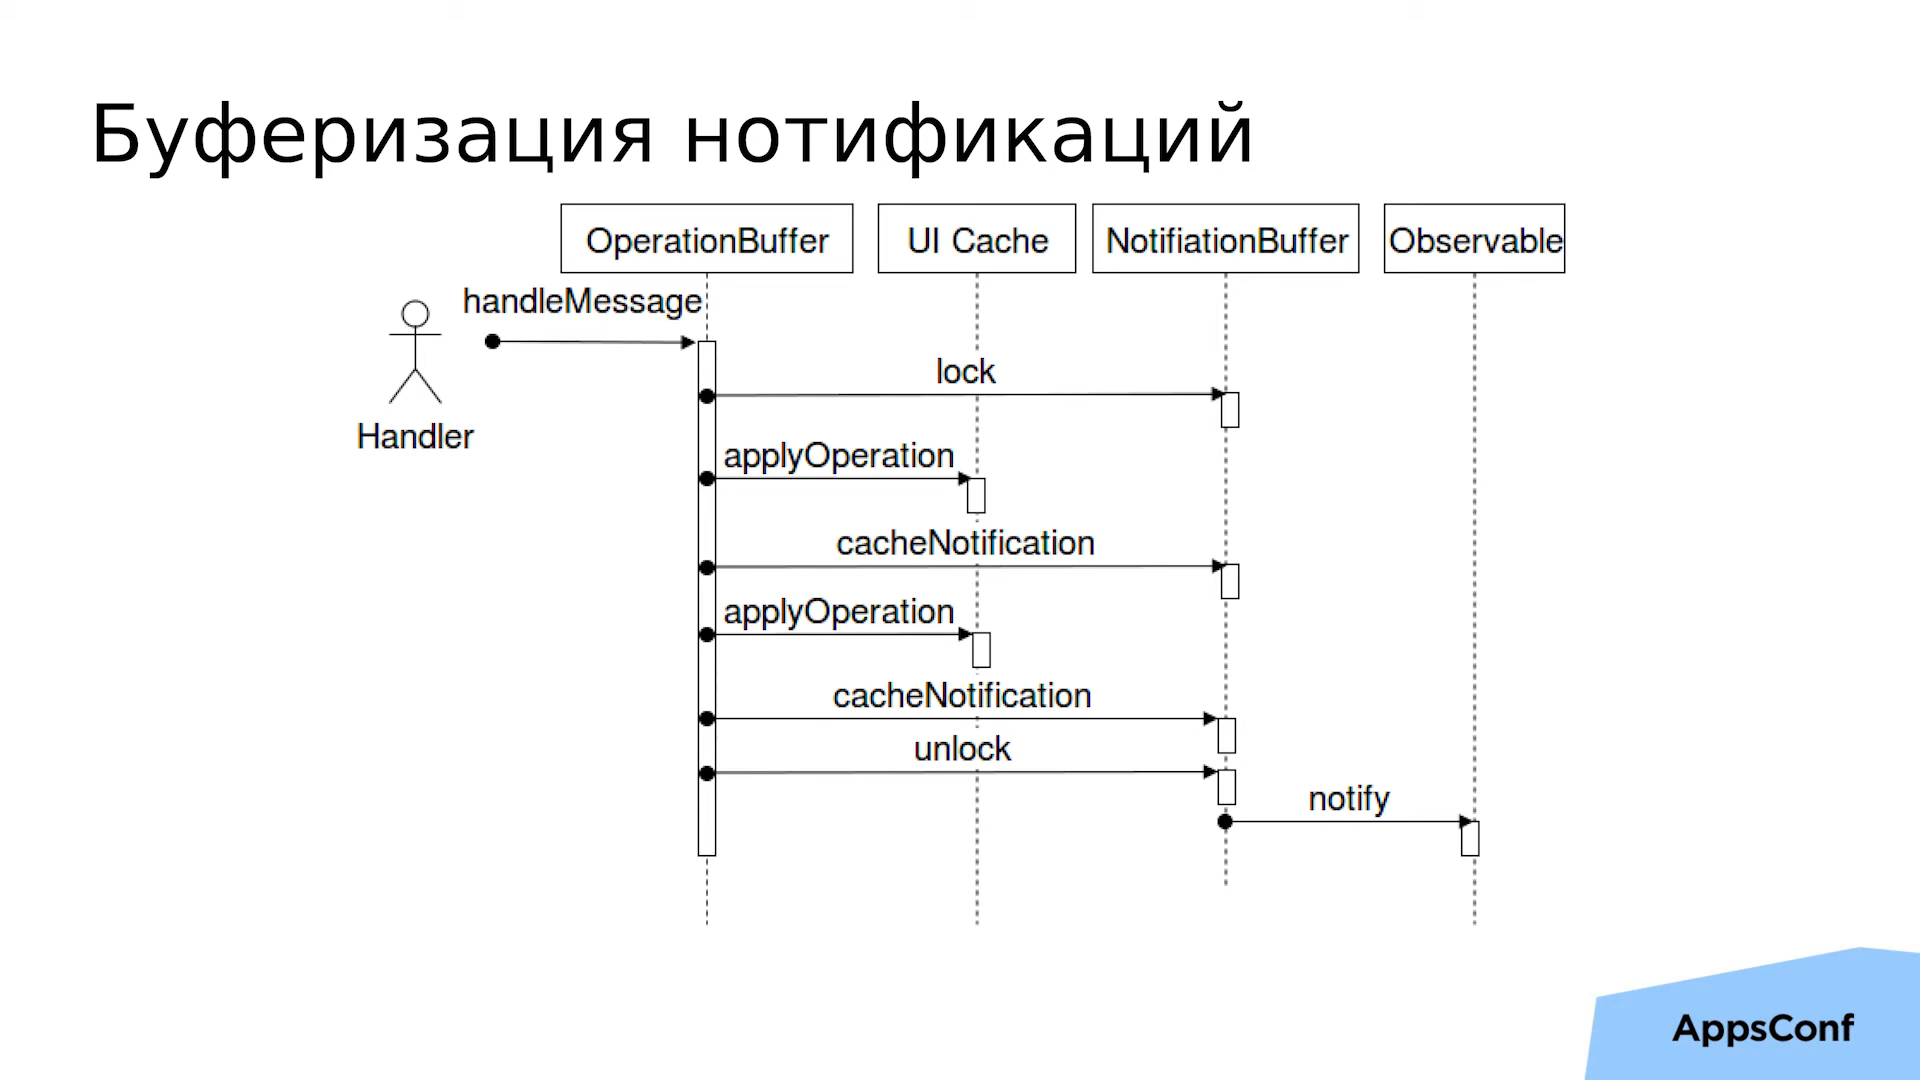 Буферизация нотификаций
OperationBuffer
UI Cache
NotifiationBuffer
Observable
handleMessage
Handler
lock
applyOperation
cacheNotification
applyOperation
cacheNotification
unlock
notify
AppsConf